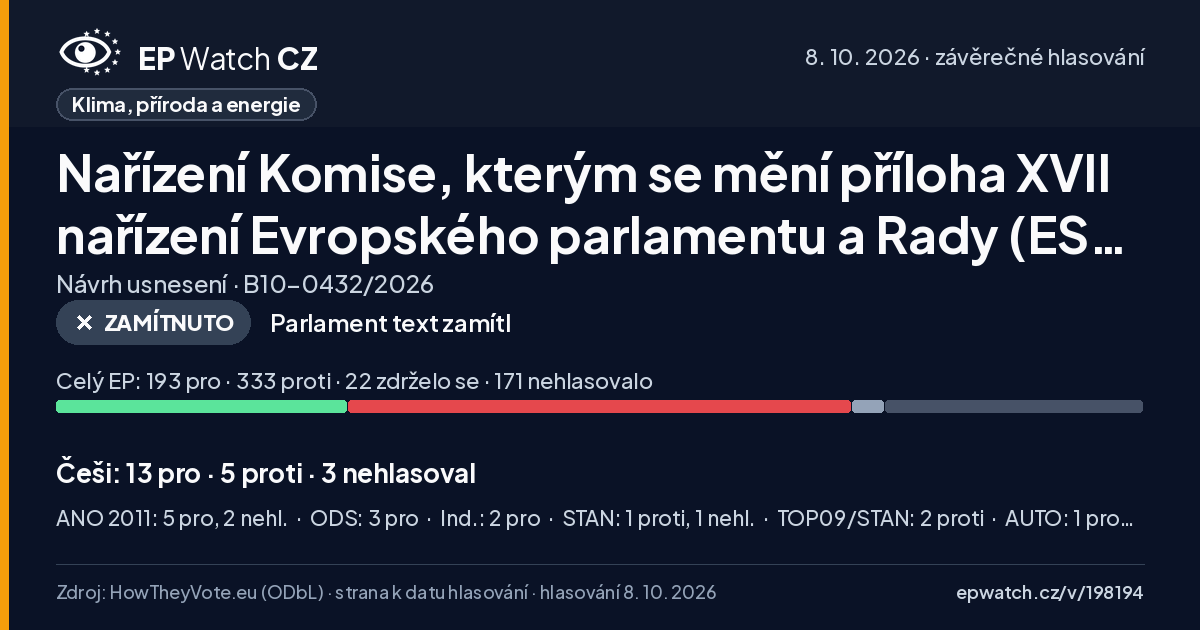 EP Watch CZ
8. 10. 2026 · závěrečné hlasování
Klima, příroda a energie
Nařízení Komise, kterým se mění příloha XVII
nařízení Evropského parlamentu a Rady (ES…
Návrh usnesení · B10–0432/2026
✕ ZAMÍTNUTO Parlament text zamítl
Celý EP: 193 pro · 333 proti · 22 zdrželo se · 171 nehlasovalo
Češi: 13 pro · 5 proti · 3 nehlasoval
ANO 2011: 5 pro, 2 nehl. · ODS: 3 pro · Ind.: 2 pro · STAN: 1 proti, 1 nehl. · TOP09/STAN: 2 proti · AUTO: 1 pro…
Zdroj: HowTheyVote.eu (ODbL) · strana k datu hlasování · hlasování 8. 10. 2026
epwatch.cz/v/198194